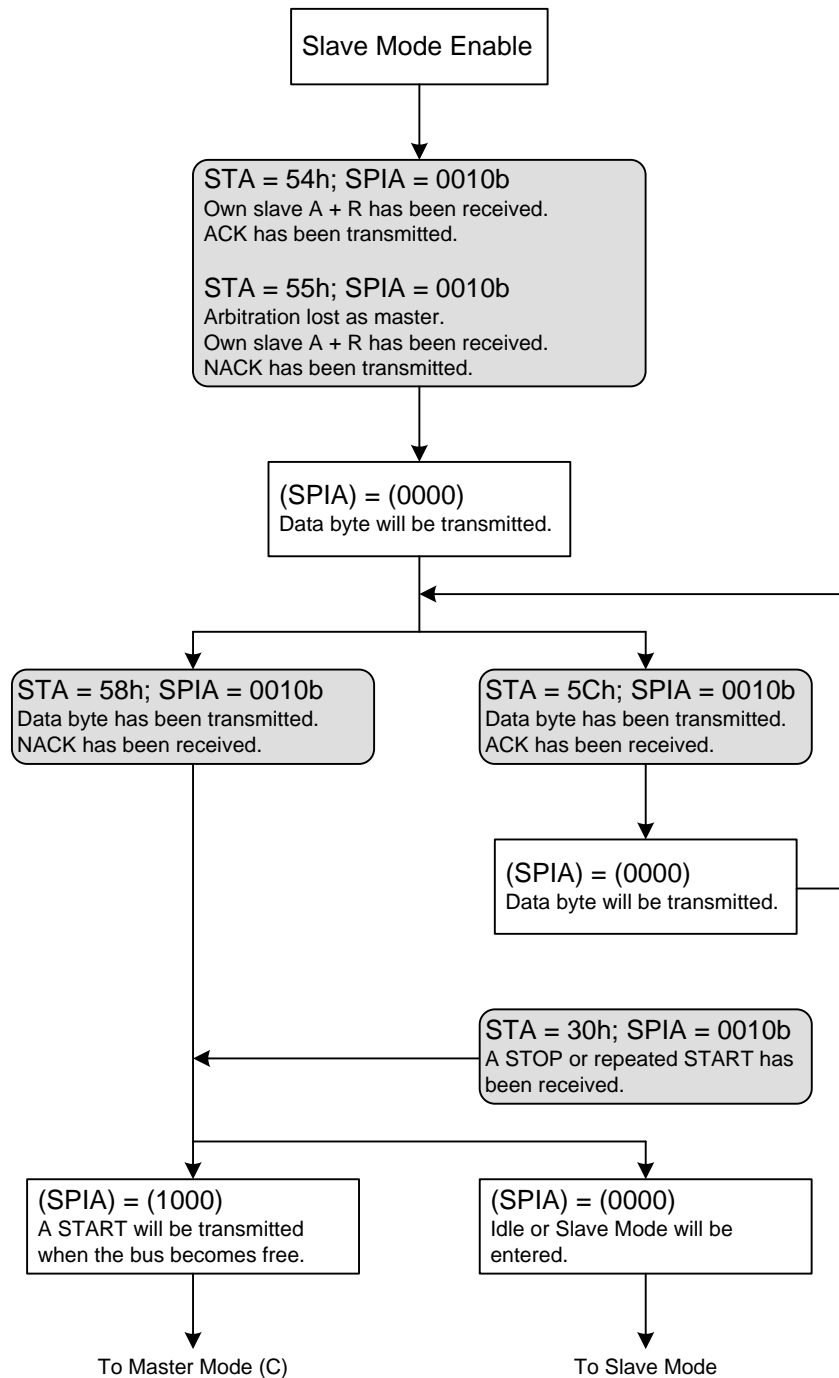 Slave Mode Enable
STA = 54h; SPIA = 0010b
Own slave A + R has been received.
ACK has been transmitted.
STA = 55h; SPIA = 0010b
Arbitration lost as master.
Own slave A + R has been received.
NACK has been transmitted.
(SPIA) = (0000)
Data byte will be transmitted.
STA = 58h; SPIA = 0010b
Data byte has been transmitted.
NACK has been received.
STA = 5Ch; SPIA = 0010b
Data byte has been transmitted.
ACK has been received.
(SPIA) = (0000)
Data byte will be transmitted.
STA = 30h; SPIA = 0010b
A STOP or repeated START has
been received.
(SPIA) = (1000)
A START will be transmitted
when the bus becomes free.
(SPIA) = (0000)
Idle or Slave Mode will be
entered.
To Master Mode (C)
To Slave Mode